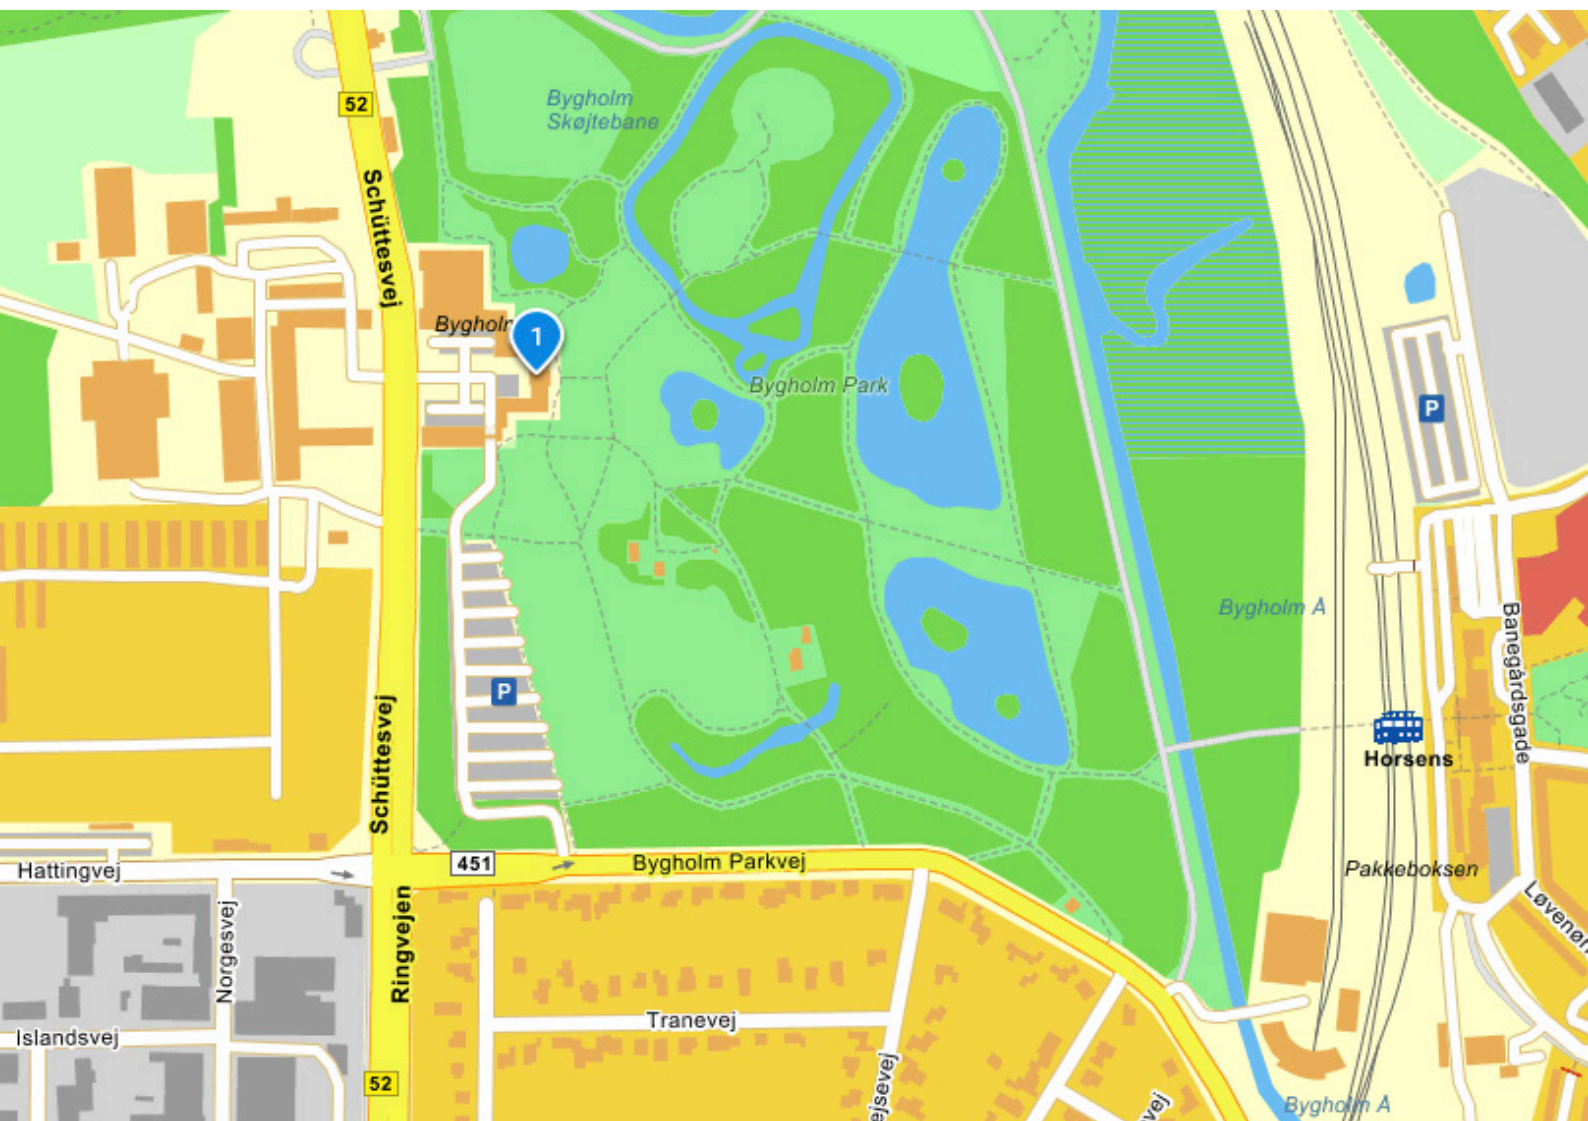 Bygholm
Skøjtebane
52
Schüttesvej
Bygholm
1
Bygholm Park
P
Bygholm Å
Banegårdsgade
P
Schüttesvej
Horsens
451
Bygholm Parkvej
Hattingvej
Pakkeboksen
Norgesvej
Ringvejen
Tranevej
Islandsvej
52
Bygholm Å